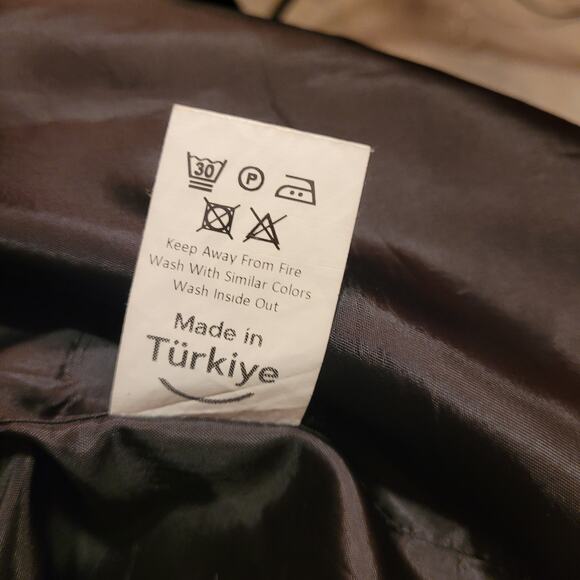 30 P
Keep Away From Fire
Wash With Similar Colors
Wash Inside Out
Made in
Türkiye